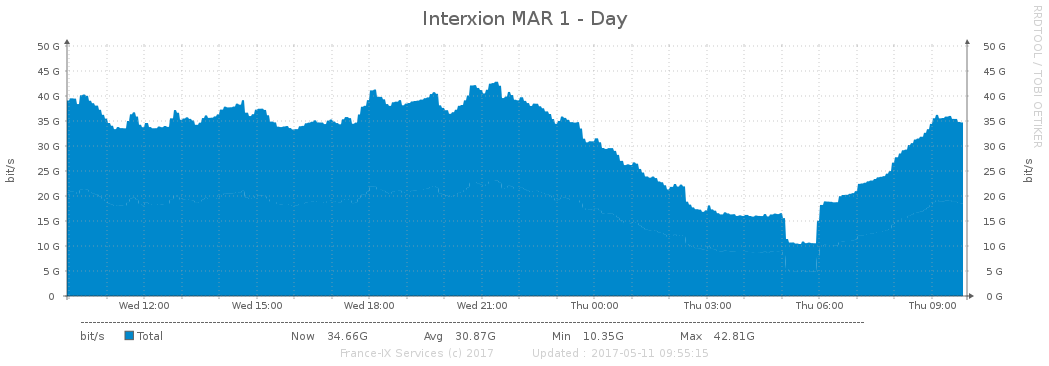 Interxion MAR 1 - Day
RRDTOOL / TOBI OETIKER
50 G 50 G
45 G 45 G
40 G 40 G
35 G 35 G
30 G 30 G
25 G 25 G
20 G 20 G
15 G 15 G
10 G 10 G
5 G 5 G
0 0 G
bit/s bit/s
Wed 12:00 Wed 15:00 Wed 18:00 Wed 21:00 Thu 00:00 Thu 03:00 Thu 06:00 Thu 09:00
bit/s Total Now 34.66G Avg 30.87G Min 10.35G Max 42.81G
France-IX Services (c) 2017 Updated : 2017-05-11 09:55:15